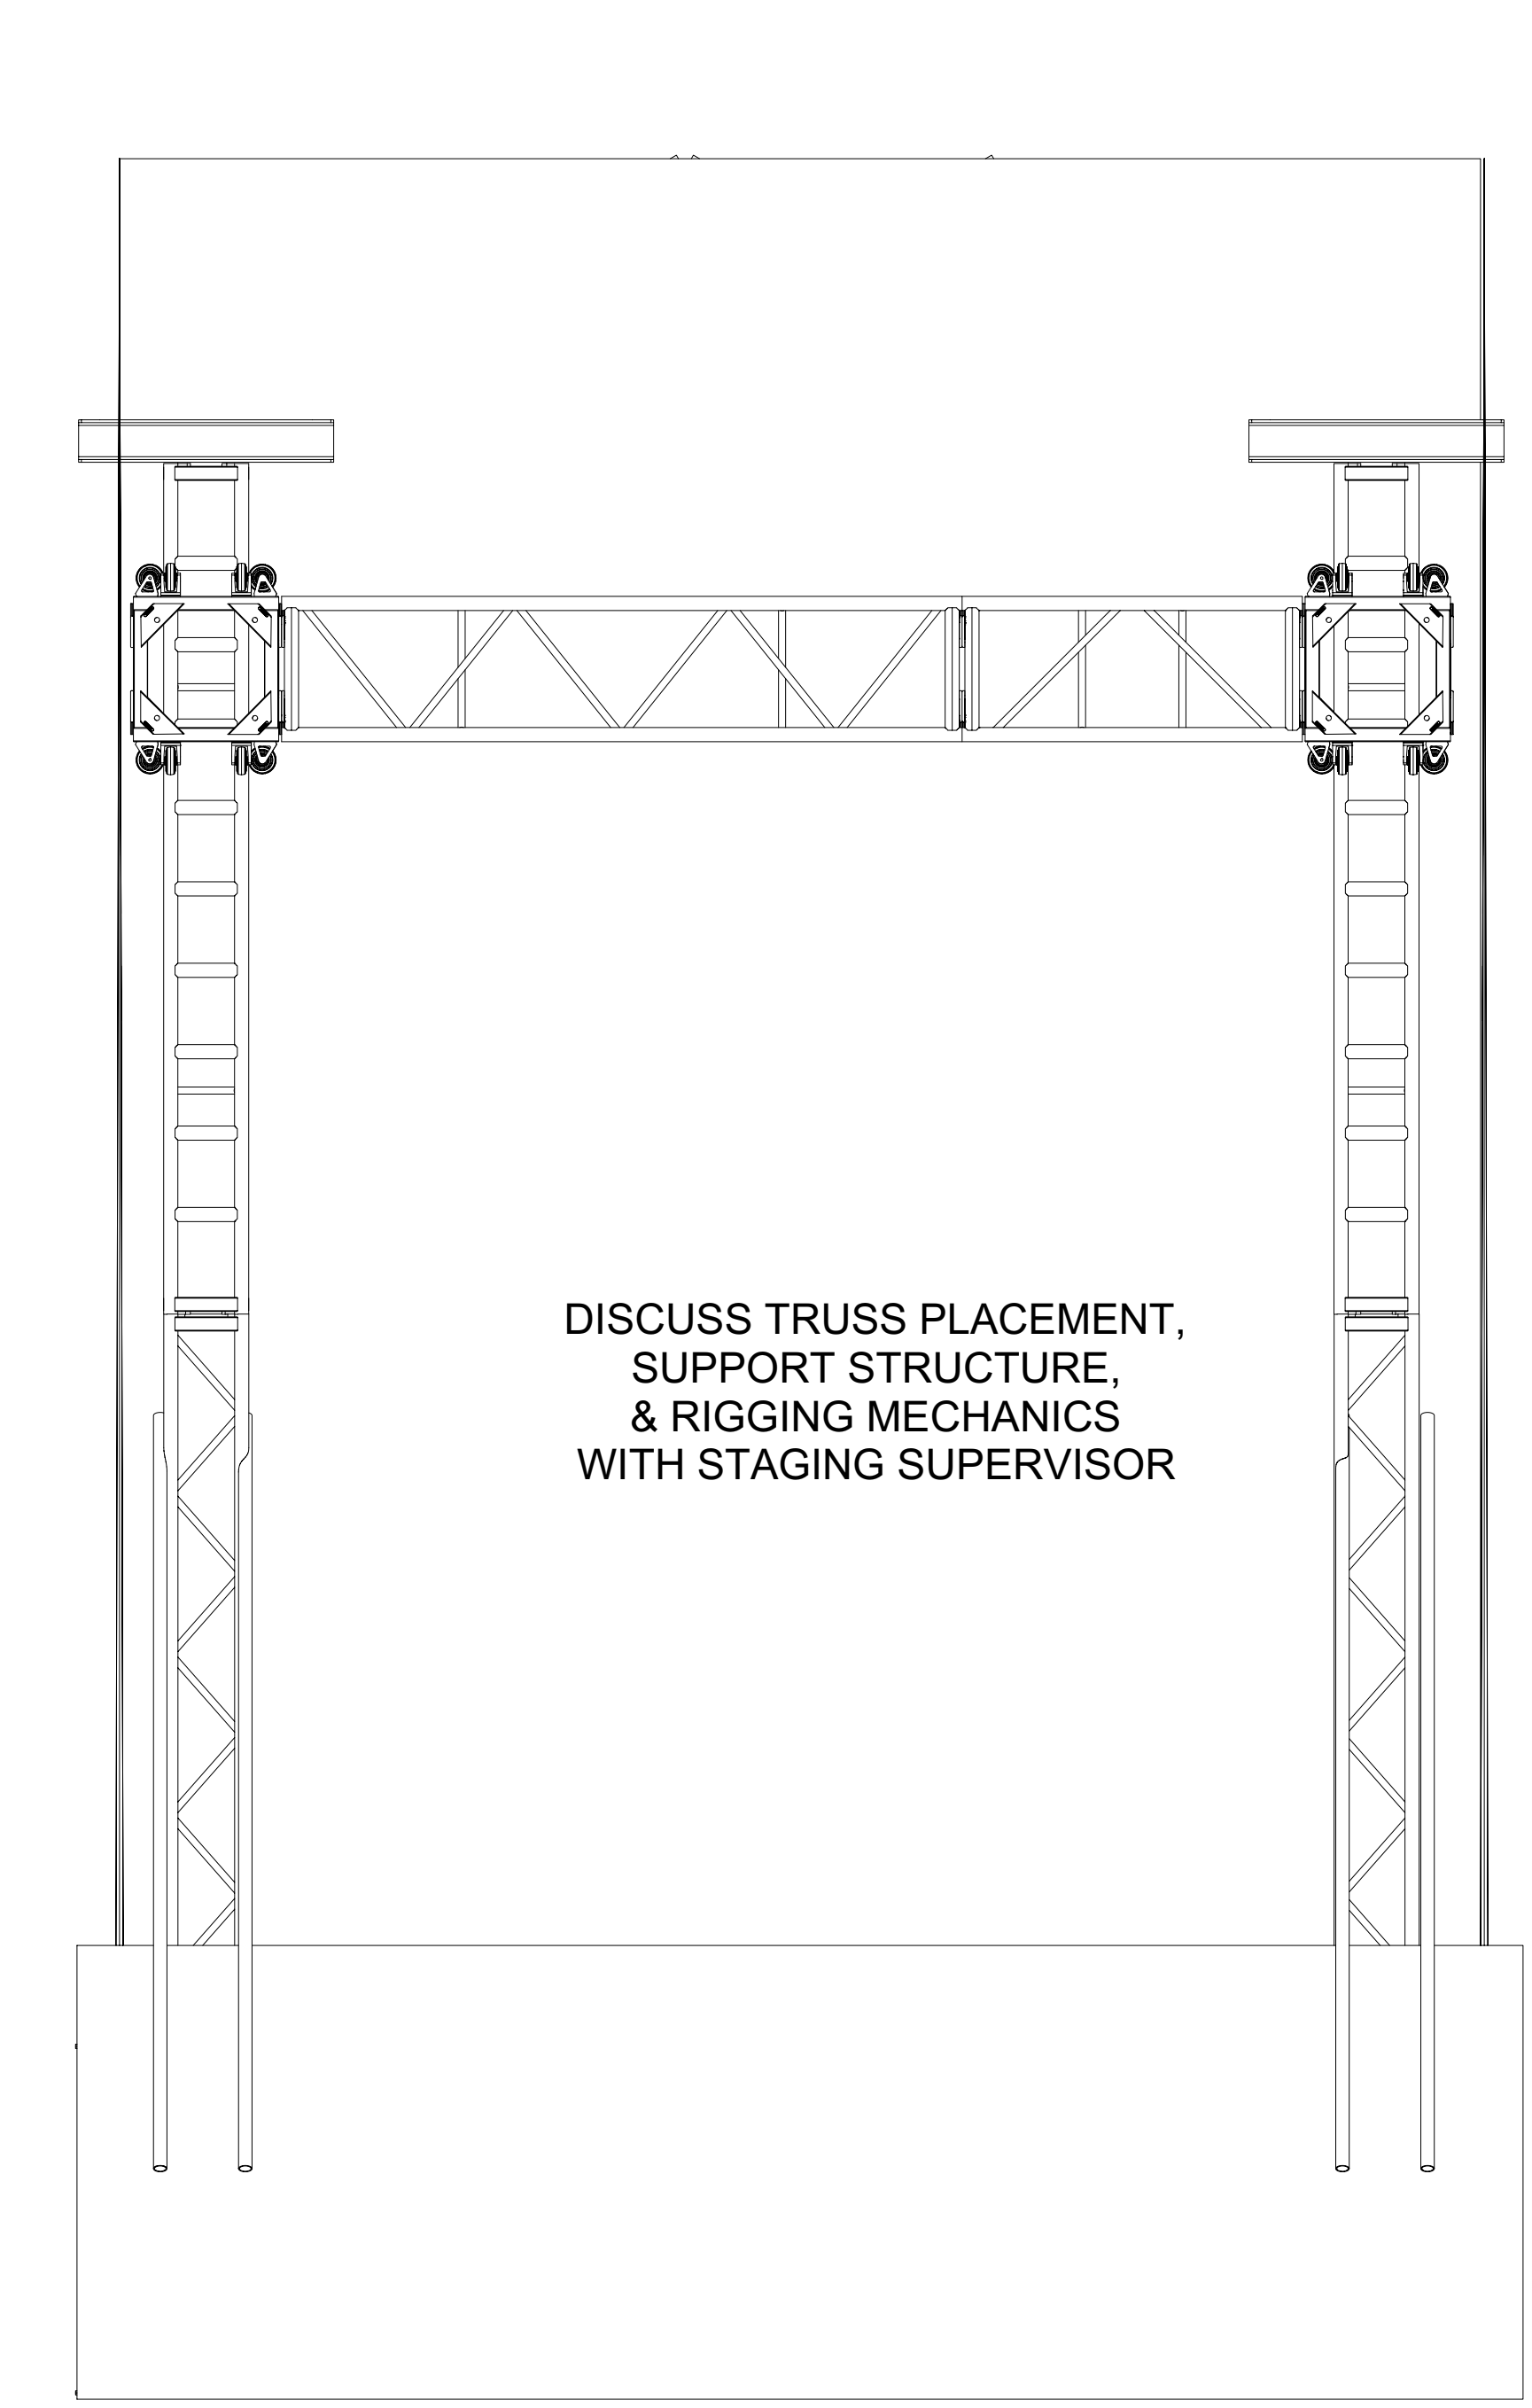 DISCUSS TRUSS PLACEMENT,
SUPPORT STRUCTURE,
& RIGGING MECHANICS
WITH STAGING SUPERVISOR